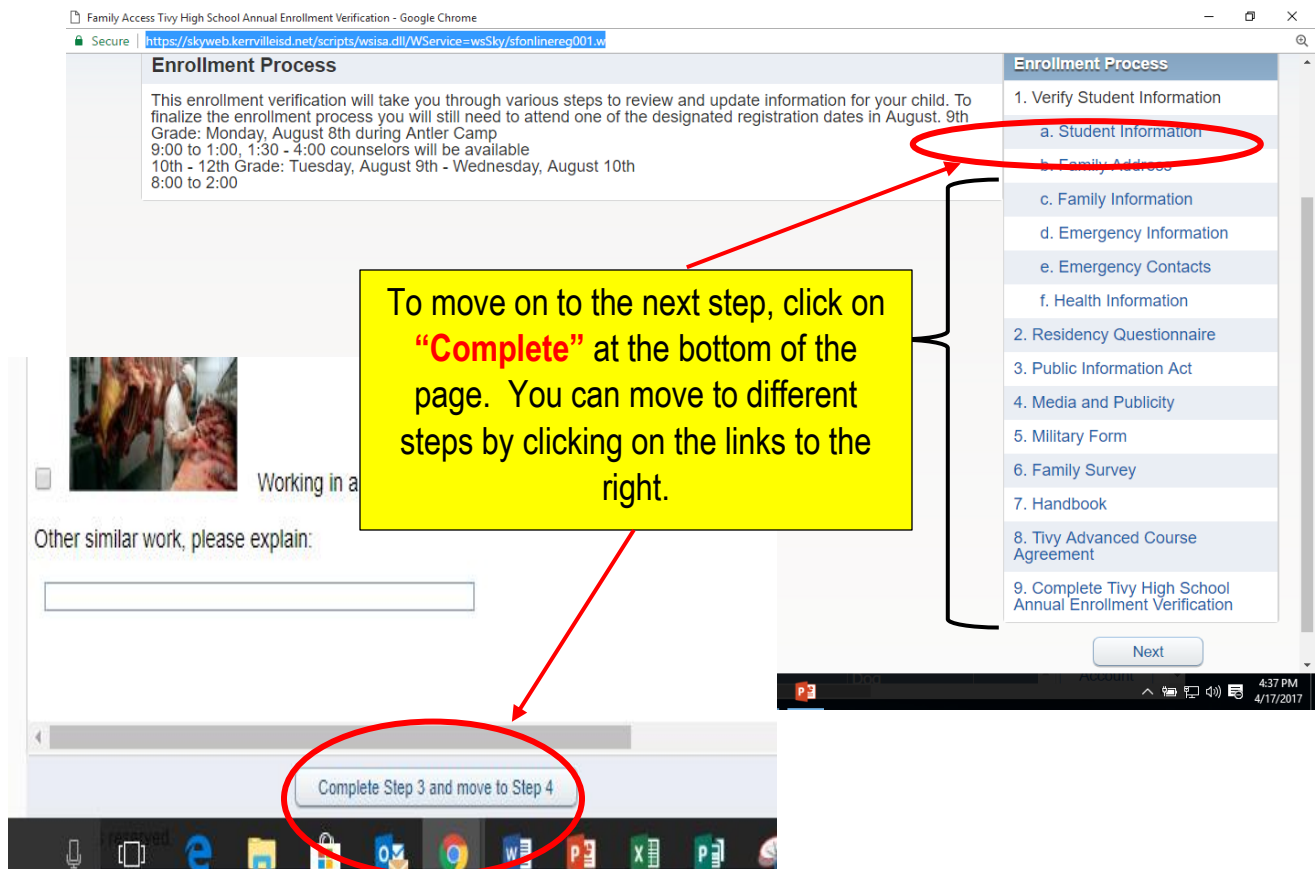 Family Access Tivy High School Annual Enrollment Verification - Google Chrome
Secure | https://skyweb.kerrvilleisd.net/scripts/wsisa.dll/WService=wsSky/sfonlinereg001.w
Enrollment Process
This enrollment verification will take you through various steps to review and update information for your child. To
finalize the enrollment process you will still need to attend one of the designated registration dates in August. 9th
Grade: Monday, August 8th during Antler Camp
9:00 to 1:00, 1:30 - 4:00 counselors will be available
10th - 12th Grade: Tuesday, August 9th - Wednesday, August 10th
8:00 to 2:00
Enrollment Process
1. Verify Student Information
a. Student Information
b. Family Address
c. Family Information
d. Emergency Information
e. Emergency Contacts
f. Health Information
2. Residency Questionnaire
3. Public Information Act
4. Media and Publicity
5. Military Form
6. Family Survey
7. Handbook
8. Tivy Advanced Course
Agreement
9. Complete Tivy High School
Annual Enrollment Verification
Next
Account
4:37 PM
4/17/2017
To move on to the next step, click on
“Complete” at the bottom of the
page. You can move to different
steps by clicking on the links to the
right.
Working in a
Other similar work, please explain:
Complete Step 3 and move to Step 4